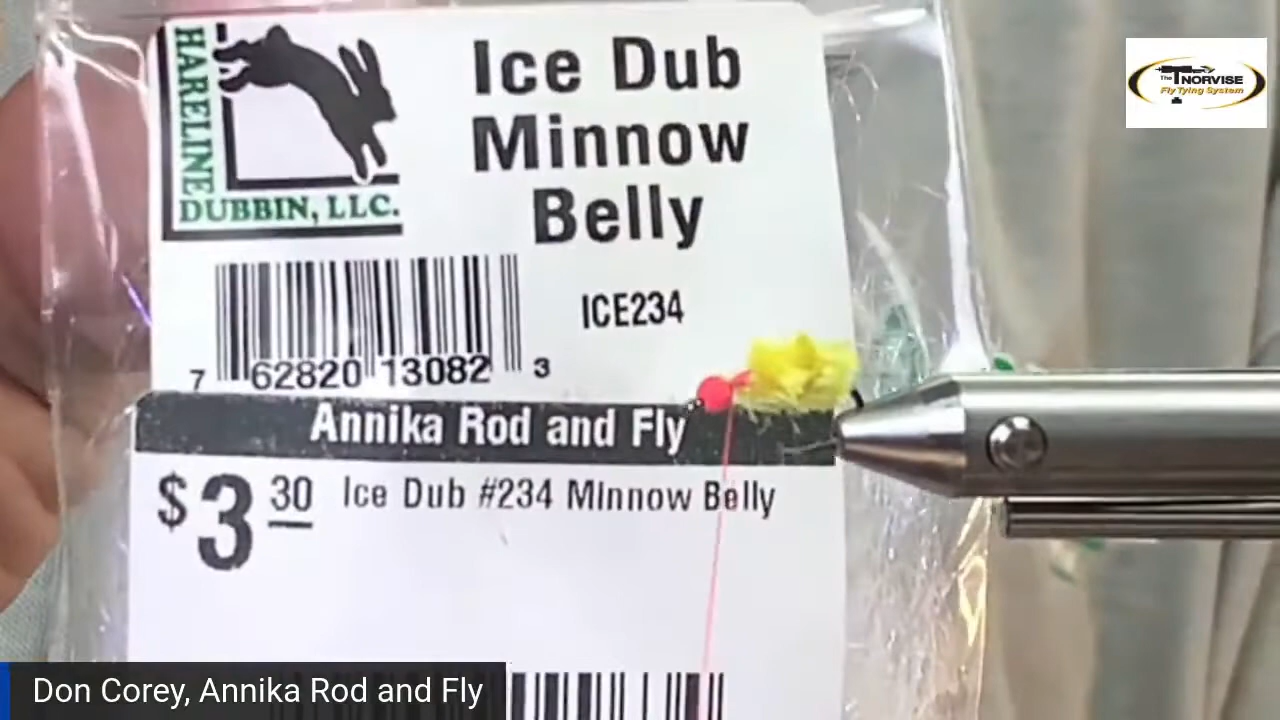 HARELINE
DUBBIN, LLC.
Ice Dub
Minnow
Belly
ICE234
7 62820 13082 3
Annika Rod and Fly
$3 30 Ice Dub #234 Minnow Belly
The NORVISE
Fly Tying System
Don Corey, Annika Rod and Fly